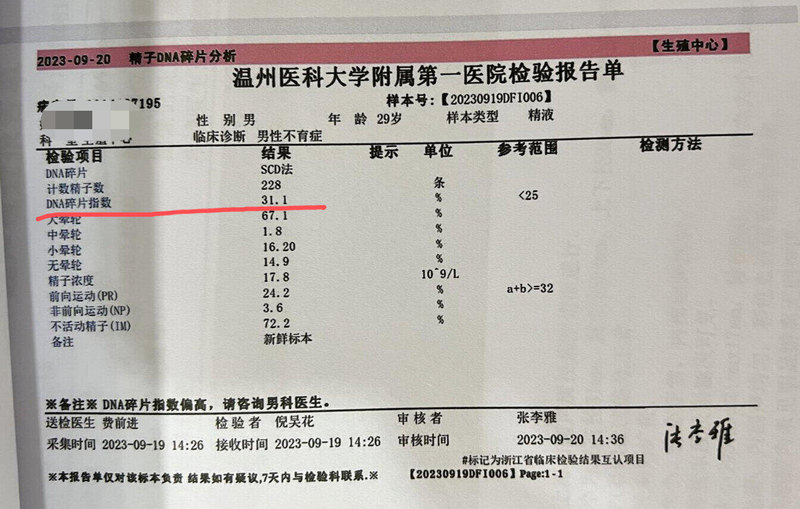 2023-09-20 精子DNA碎片分析 【生殖中心】
温州医科大学附属第一医院检验报告单
7195 样本号:【20230919DFI006】
性 别 男 年 龄 29岁 样本类型 精液
科 临床诊断 男性不育症
检验项目 结果 提示 单位 参考范围 检测方法
DNA碎片 SCD法
计数精子数 228 条
DNA碎片指数 31.1 % <25
大晕轮 67.1 %
中晕轮 1.8 %
小晕轮 16.20 %
无晕轮 14.9 %
精子浓度 17.8 10^9/L
前向运动(PR) 24.2 % a+b>=32
非前向运动(NP) 3.6 %
不活动精子(IM) 72.2 %
备注 新鲜标本
※备注※ DNA碎片指数偏高, 请咨询男科医生.
送检医生 费前进 检验者 倪吴花 审核者 张李雅
采集时间 2023-09-19 14:26 接收时间 2023-09-19 14:26 审核时间 2023-09-20 14:36
张李雅
#标记为浙江省临床检验结果互认项目
※本报告单仅对该标本负责 结果如有疑议,7天内与检验科联系.※ 【20230919DFI006】Page:1-1